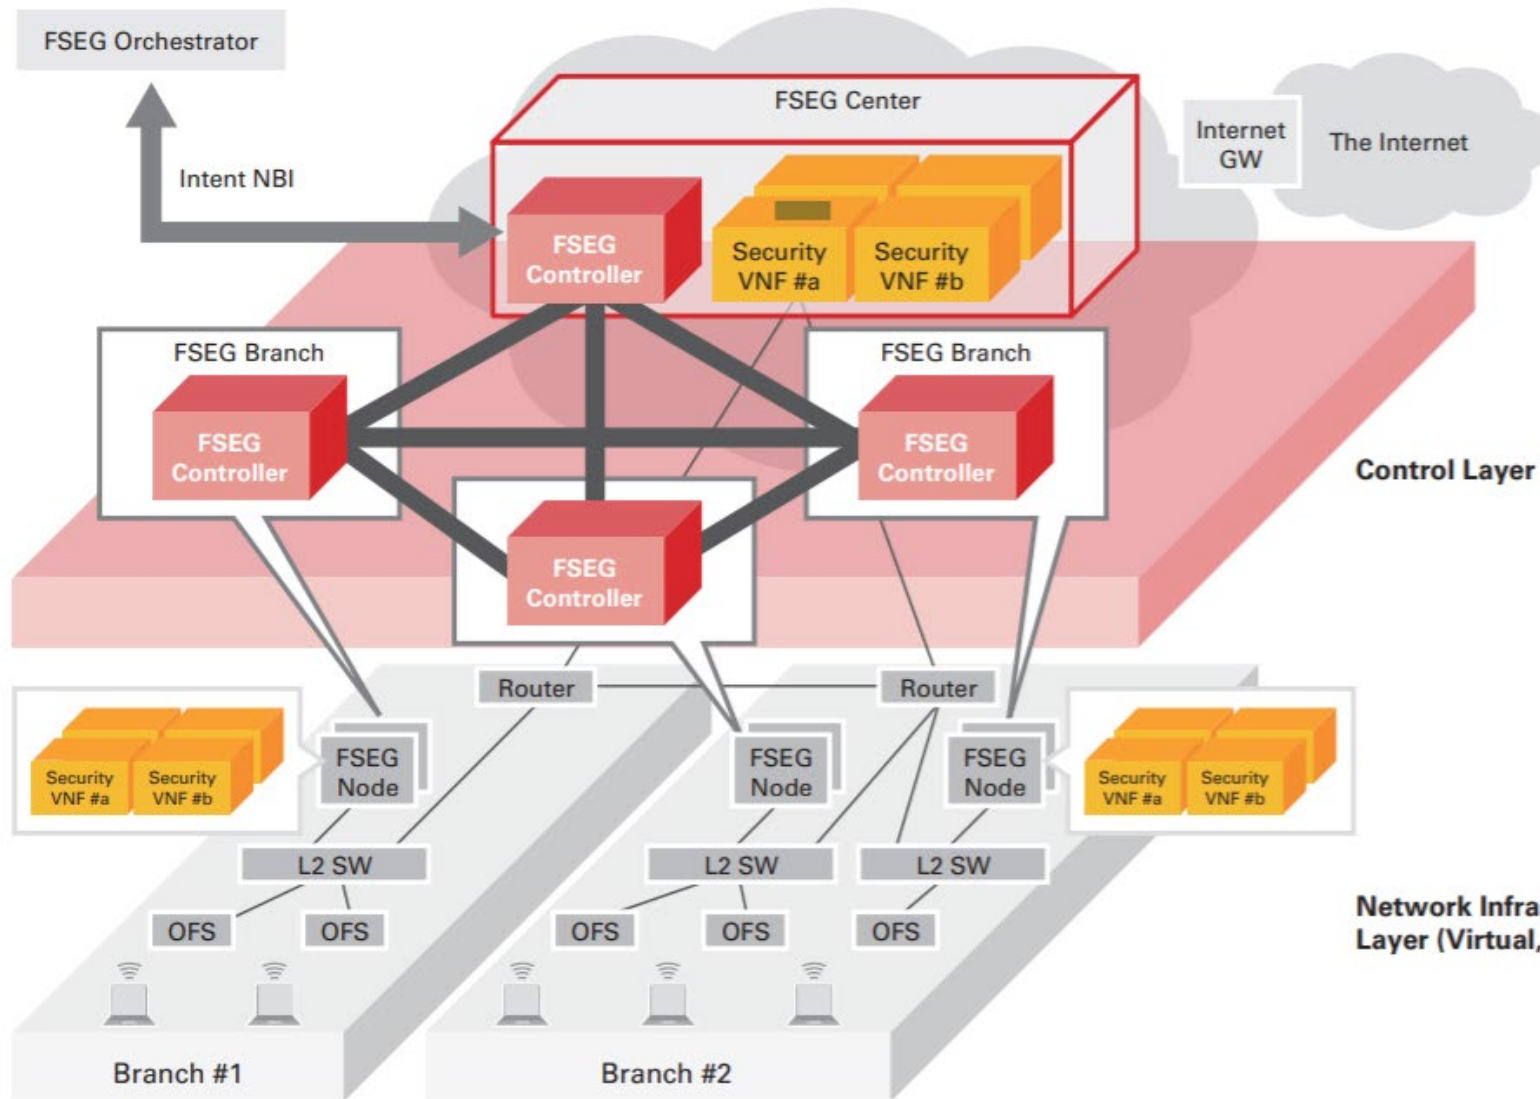 FSEG Orchestrator
Intent NBI
FSEG Center
Internet
GW
The Internet
FSEG
Controller
Security
VNF #a
Security
VNF #b
FSEG Branch
FSEG
Controller
FSEG Branch
FSEG
Controller
FSEG
Controller
Control Layer
Router
Router
Security
VNF #a
Security
VNF #b
FSEG
Node
FSEG
Node
FSEG
Node
Security
VNF #a
Security
VNF #b
L2 SW
L2 SW
L2 SW
OFS
OFS
OFS
OFS
OFS
Network Infra
Layer (Virtual,
Branch #1
Branch #2